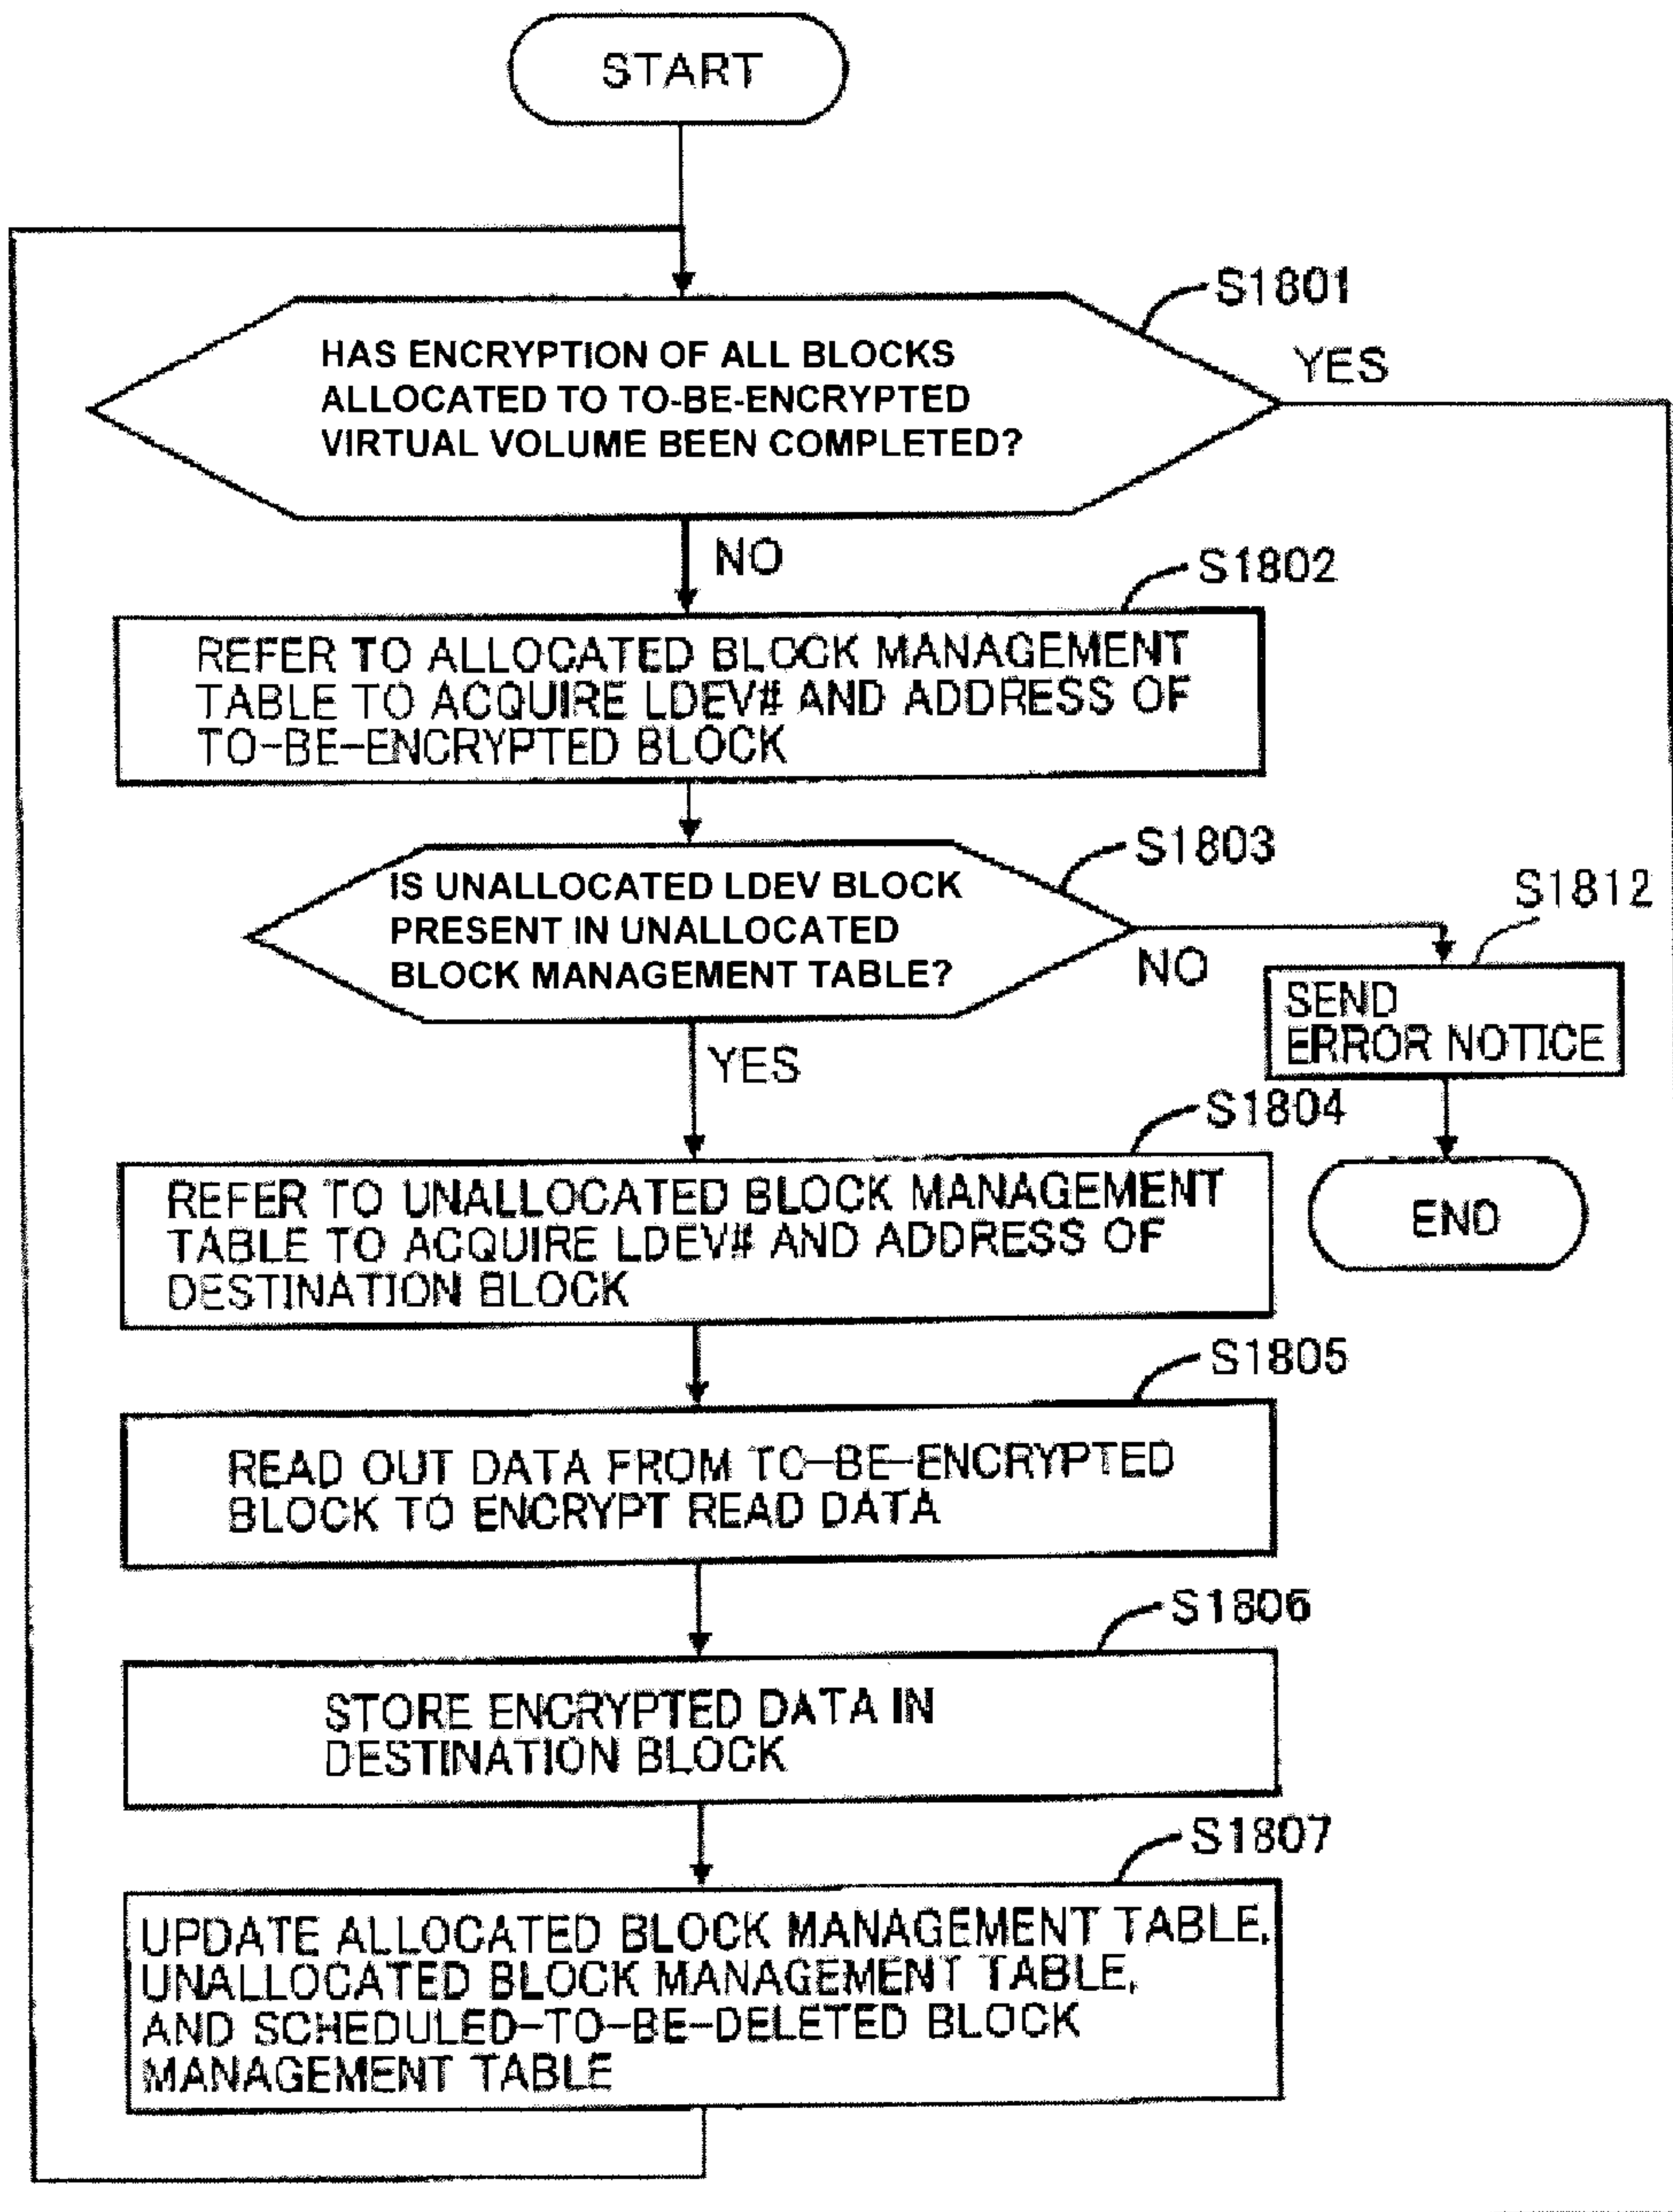 START
S1801
HAS ENCRYPTION OF ALL BLOCKS
ALLOCATED TO TO-BE-ENCRYPTED
VIRTUAL VOLUME BEEN COMPLETED?
YES
NO
S1802
REFER TO ALLOCATED BLOCK MANAGEMENT
TABLE TO ACQUIRE LDEV# AND ADDRESS OF
TO-BE-ENCRYPTED BLOCK
S1803
IS UNALLOCATED LDEV BLOCK
PRESENT IN UNALLOCATED
BLOCK MANAGEMENT TABLE?
NO
S1812
SEND
ERROR NOTICE
YES
END
S1804
REFER TO UNALLOCATED BLOCK MANAGEMENT
TABLE TO ACQUIRE LDEV# AND ADDRESS OF
DESTINATION BLOCK
S1805
READ OUT DATA FROM TO-BE-ENCRYPTED
BLOCK TO ENCRYPT READ DATA
S1806
STORE ENCRYPTED DATA IN
DESTINATION BLOCK
S1807
UPDATE ALLOCATED BLOCK MANAGEMENT TABLE,
UNALLOCATED BLOCK MANAGEMENT TABLE,
AND SCHEDULED-TO-BE-DELETED BLOCK
MANAGEMENT TABLE